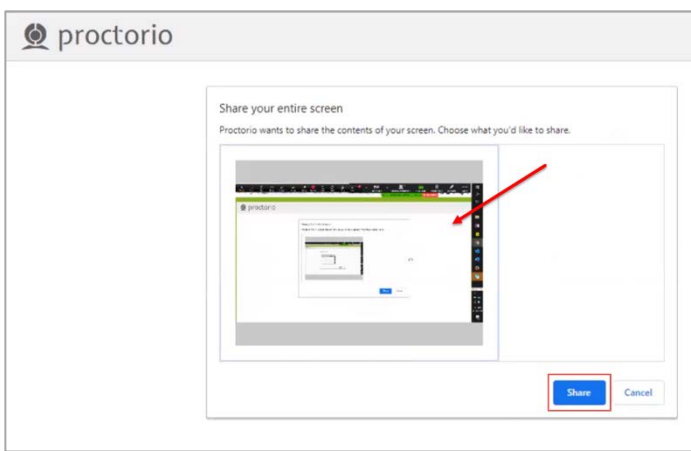 proctorio
Share your entire screen
Proctorio wants to share the contents of your screen. Choose what you'd like to share.
proctorio
Share Cancel